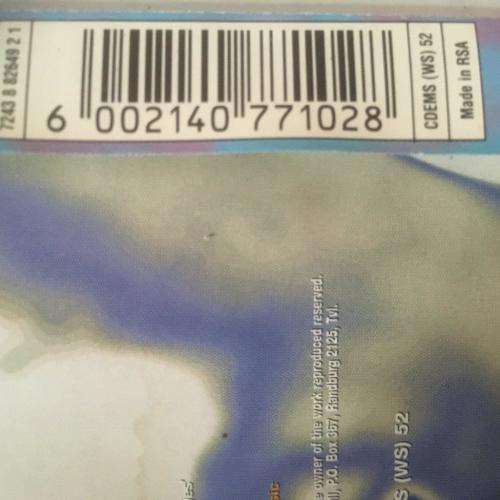 7243 8 82649 2 1
6 002140 771028
CDEMS (WS) 52
Made in RSA
owner of the work reproduced reserved.
P.O. Box 367, Randburg 2125, Tvl.
(WS) 52